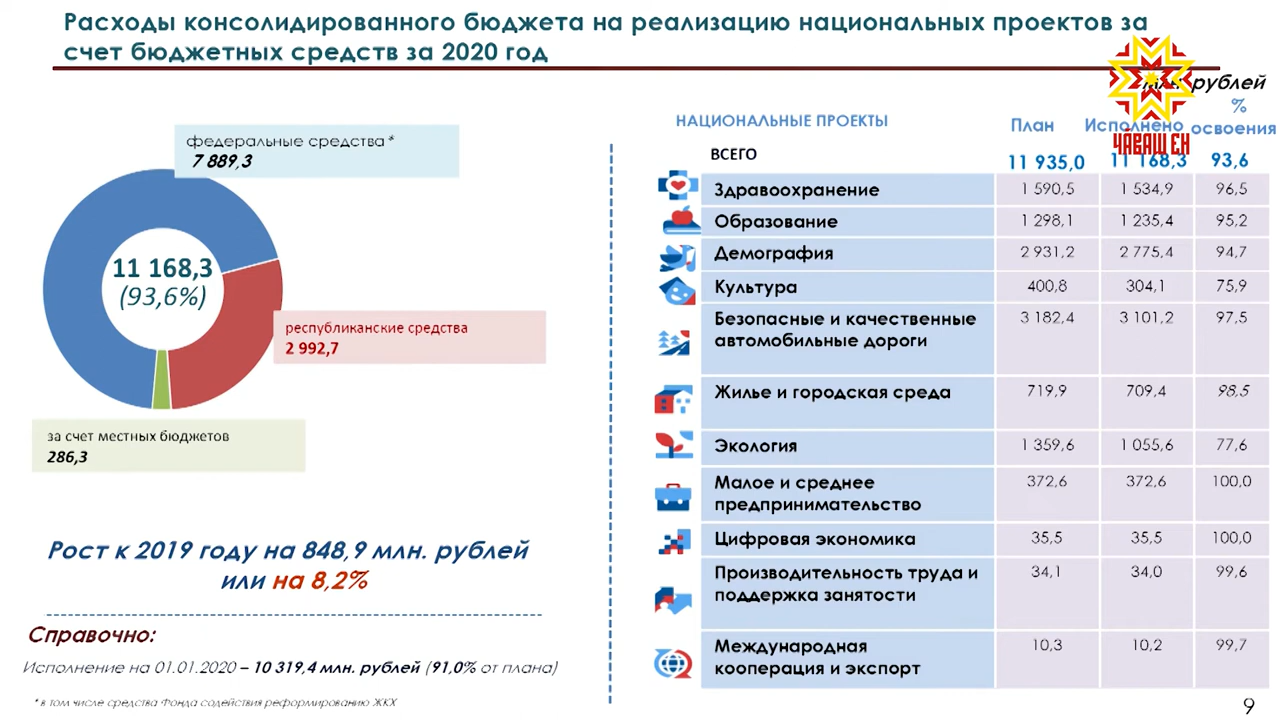 Расходы консолидированного бюджета на реализацию национальных проектов за
счет бюджетных средств за 2020 год
рублей
федеральные средства*
7 889,3
11 168,3
(93,6%)
республиканские средства
2 992,7
за счет местных бюджетов
286,3
Рост к 2019 году на 848,9 млн. рублей
или на 8,2%
Справочно:
Исполнение на 01.01.2020 – 10 319,4 млн. рублей (91,0% от плана)
* в том числе средства Фонда содействия реформированию ЖКХ
ЧӐВАШ ЕН
НАЦИОНАЛЬНЫЕ ПРОЕКТЫ План Исполнено % освоения
ВСЕГО 11 935,0 11 168,3 93,6
Здравоохранение 1 590,5 1 534,9 96,5
Образование 1 298,1 1 235,4 95,2
Демография 2 931,2 2 775,4 94,7
Культура 400,8 304,1 75,9
Безопасные и качественные 3 182,4 3 101,2 97,5
автомобильные дороги
Жилье и городская среда 719,9 709,4 98,5
Экология 1 359,6 1 055,6 77,6
Малое и среднее 372,6 372,6 100,0
предпринимательство
Цифровая экономика 35,5 35,5 100,0
Производительность труда и 34,1 34,0 99,6
поддержка занятости
Международная 10,3 10,2 99,7
кооперация и экспорт
9